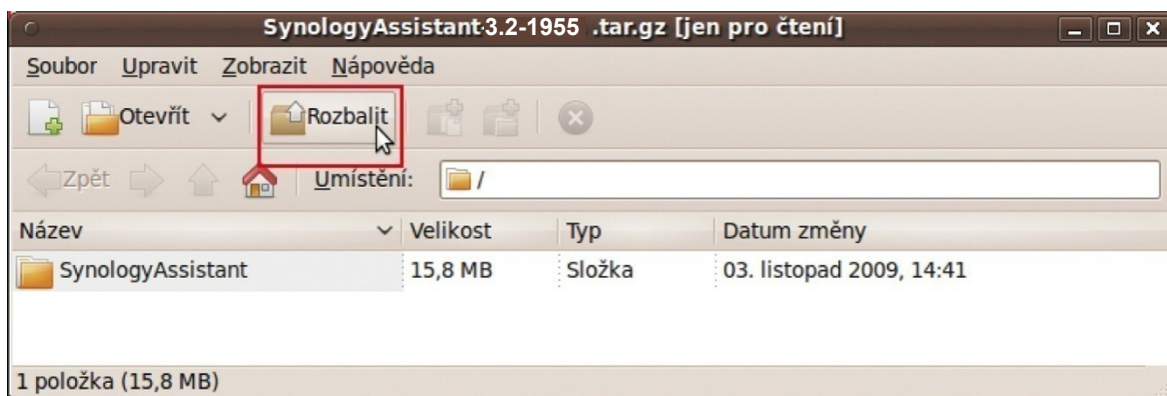 SynologyAssistant-3.2-1955 .tar.gz [jen pro čtení]
Soubor Upravit Zobrazit Nápověda
Otevřít Rozbalit
Zpět Umístění: /
Název Velikost Typ Datum změny
SynologyAssistant 15,8 MB Složka 03. listopad 2009, 14:41
1 položka (15,8 MB)